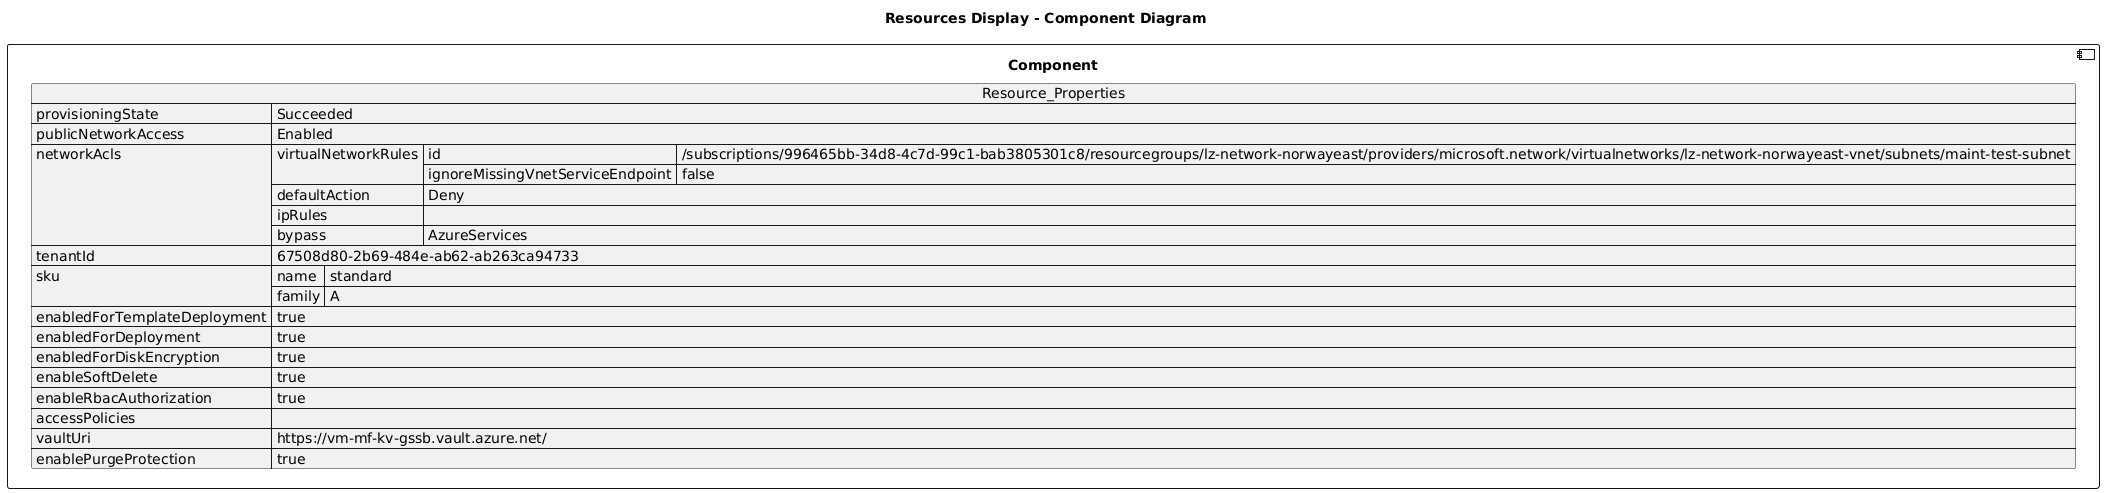 Resources Display - Component Diagram
Component
Resource_Properties
provisioningState Succeeded
publicNetworkAccess Enabled
networkAcls virtualNetworkRules id /subscriptions/996465bb-34d8-4c7d-99c1-bab3805301c8/resourcegroups/lz-network-norwayeast/providers/microsoft.network/virtualnetworks/lz-network-norwayeast-vnet/subnets/maint-test-subnet
ignoreMissingVnetServiceEndpoint false
defaultAction Deny
ipRules
bypass AzureServices
tenantId 67508d80-2b69-484e-ab62-ab263ca94733
sku name standard
family A
enabledForTemplateDeployment true
enabledForDeployment true
enabledForDiskEncryption true
enableSoftDelete true
enableRbacAuthorization true
accessPolicies
vaultUri https://vm-mf-kv-gssb.vault.azure.net/
enablePurgeProtection true